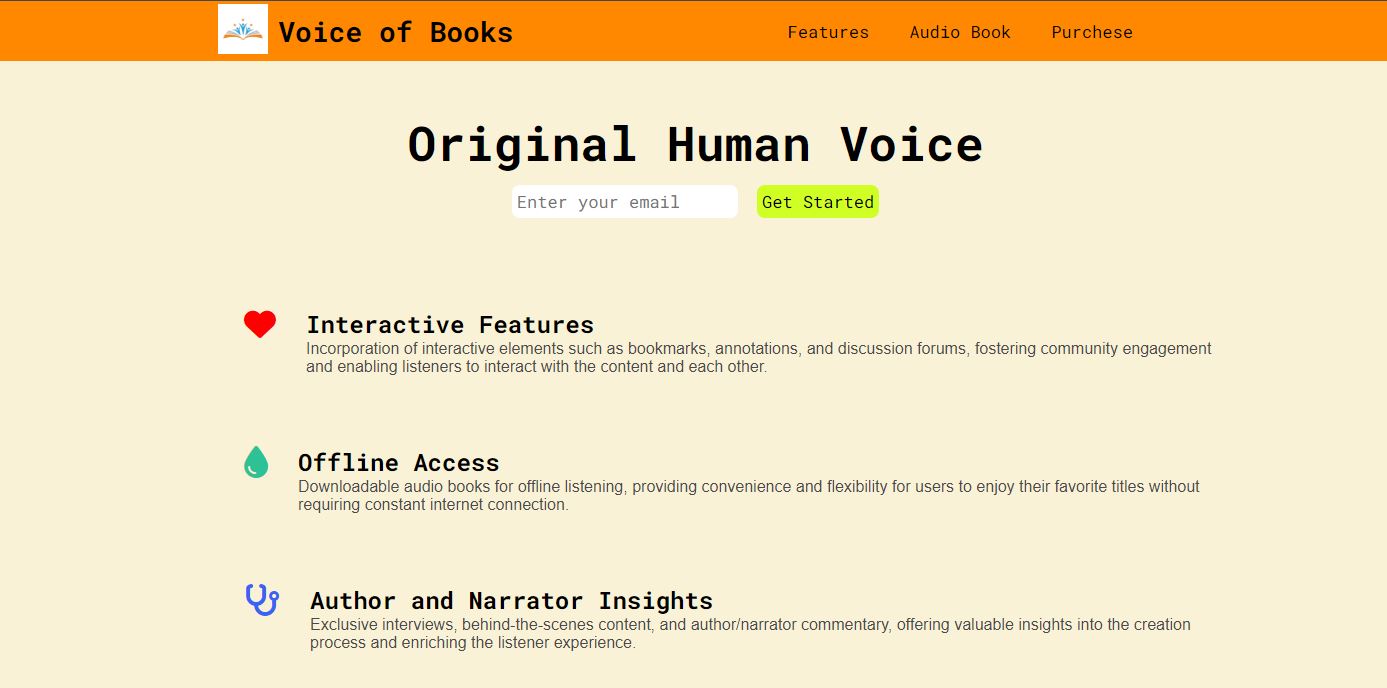 Voice of Books
Features
Audio Book
Purchese
Original Human Voice
Enter your email
Get Started
Interactive Features
Incorporation of interactive elements such as bookmarks, annotations, and discussion forums, fostering community engagement
and enabling listeners to interact with the content and each other.
Offline Access
Downloadable audio books for offline listening, providing convenience and flexibility for users to enjoy their favorite titles without
requiring constant internet connection.
Author and Narrator Insights
Exclusive interviews, behind-the-scenes content, and author/narrator commentary, offering valuable insights into the creation
process and enriching the listener experience.